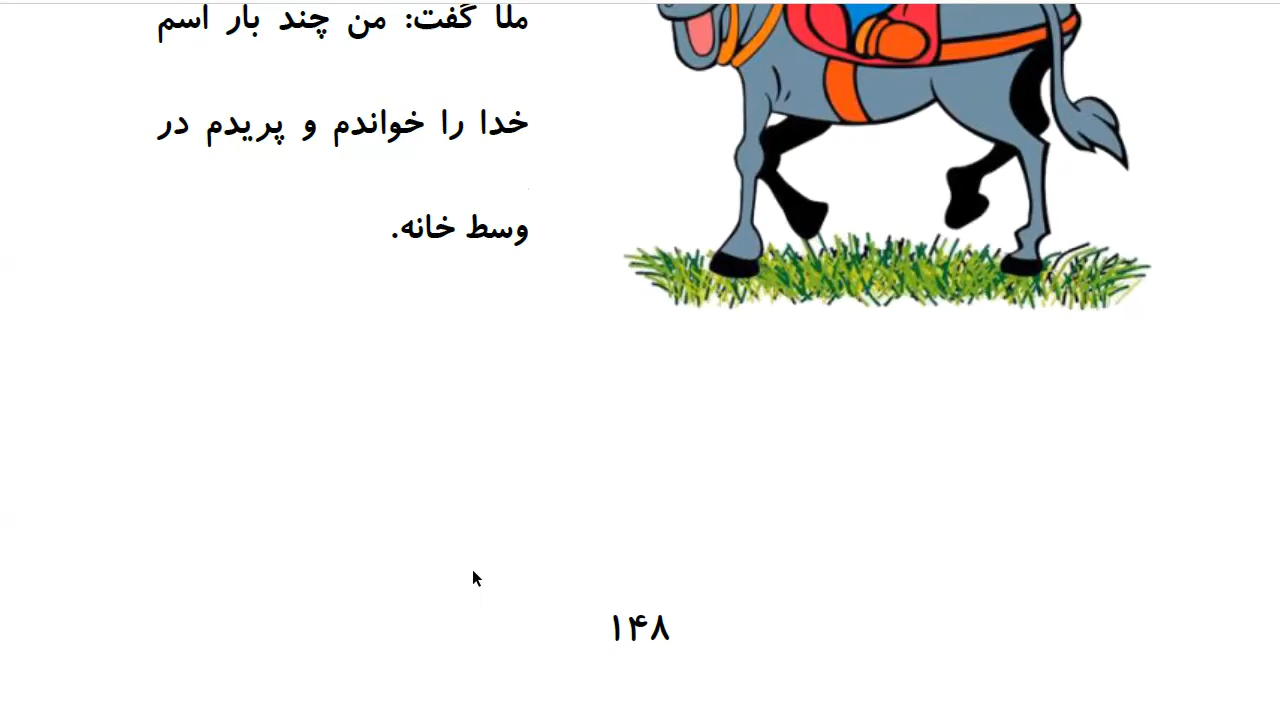 ملا گفت: من چند بار اسم
خدا را خواندم و پریدم در
وسط خانه.
۱۴۸